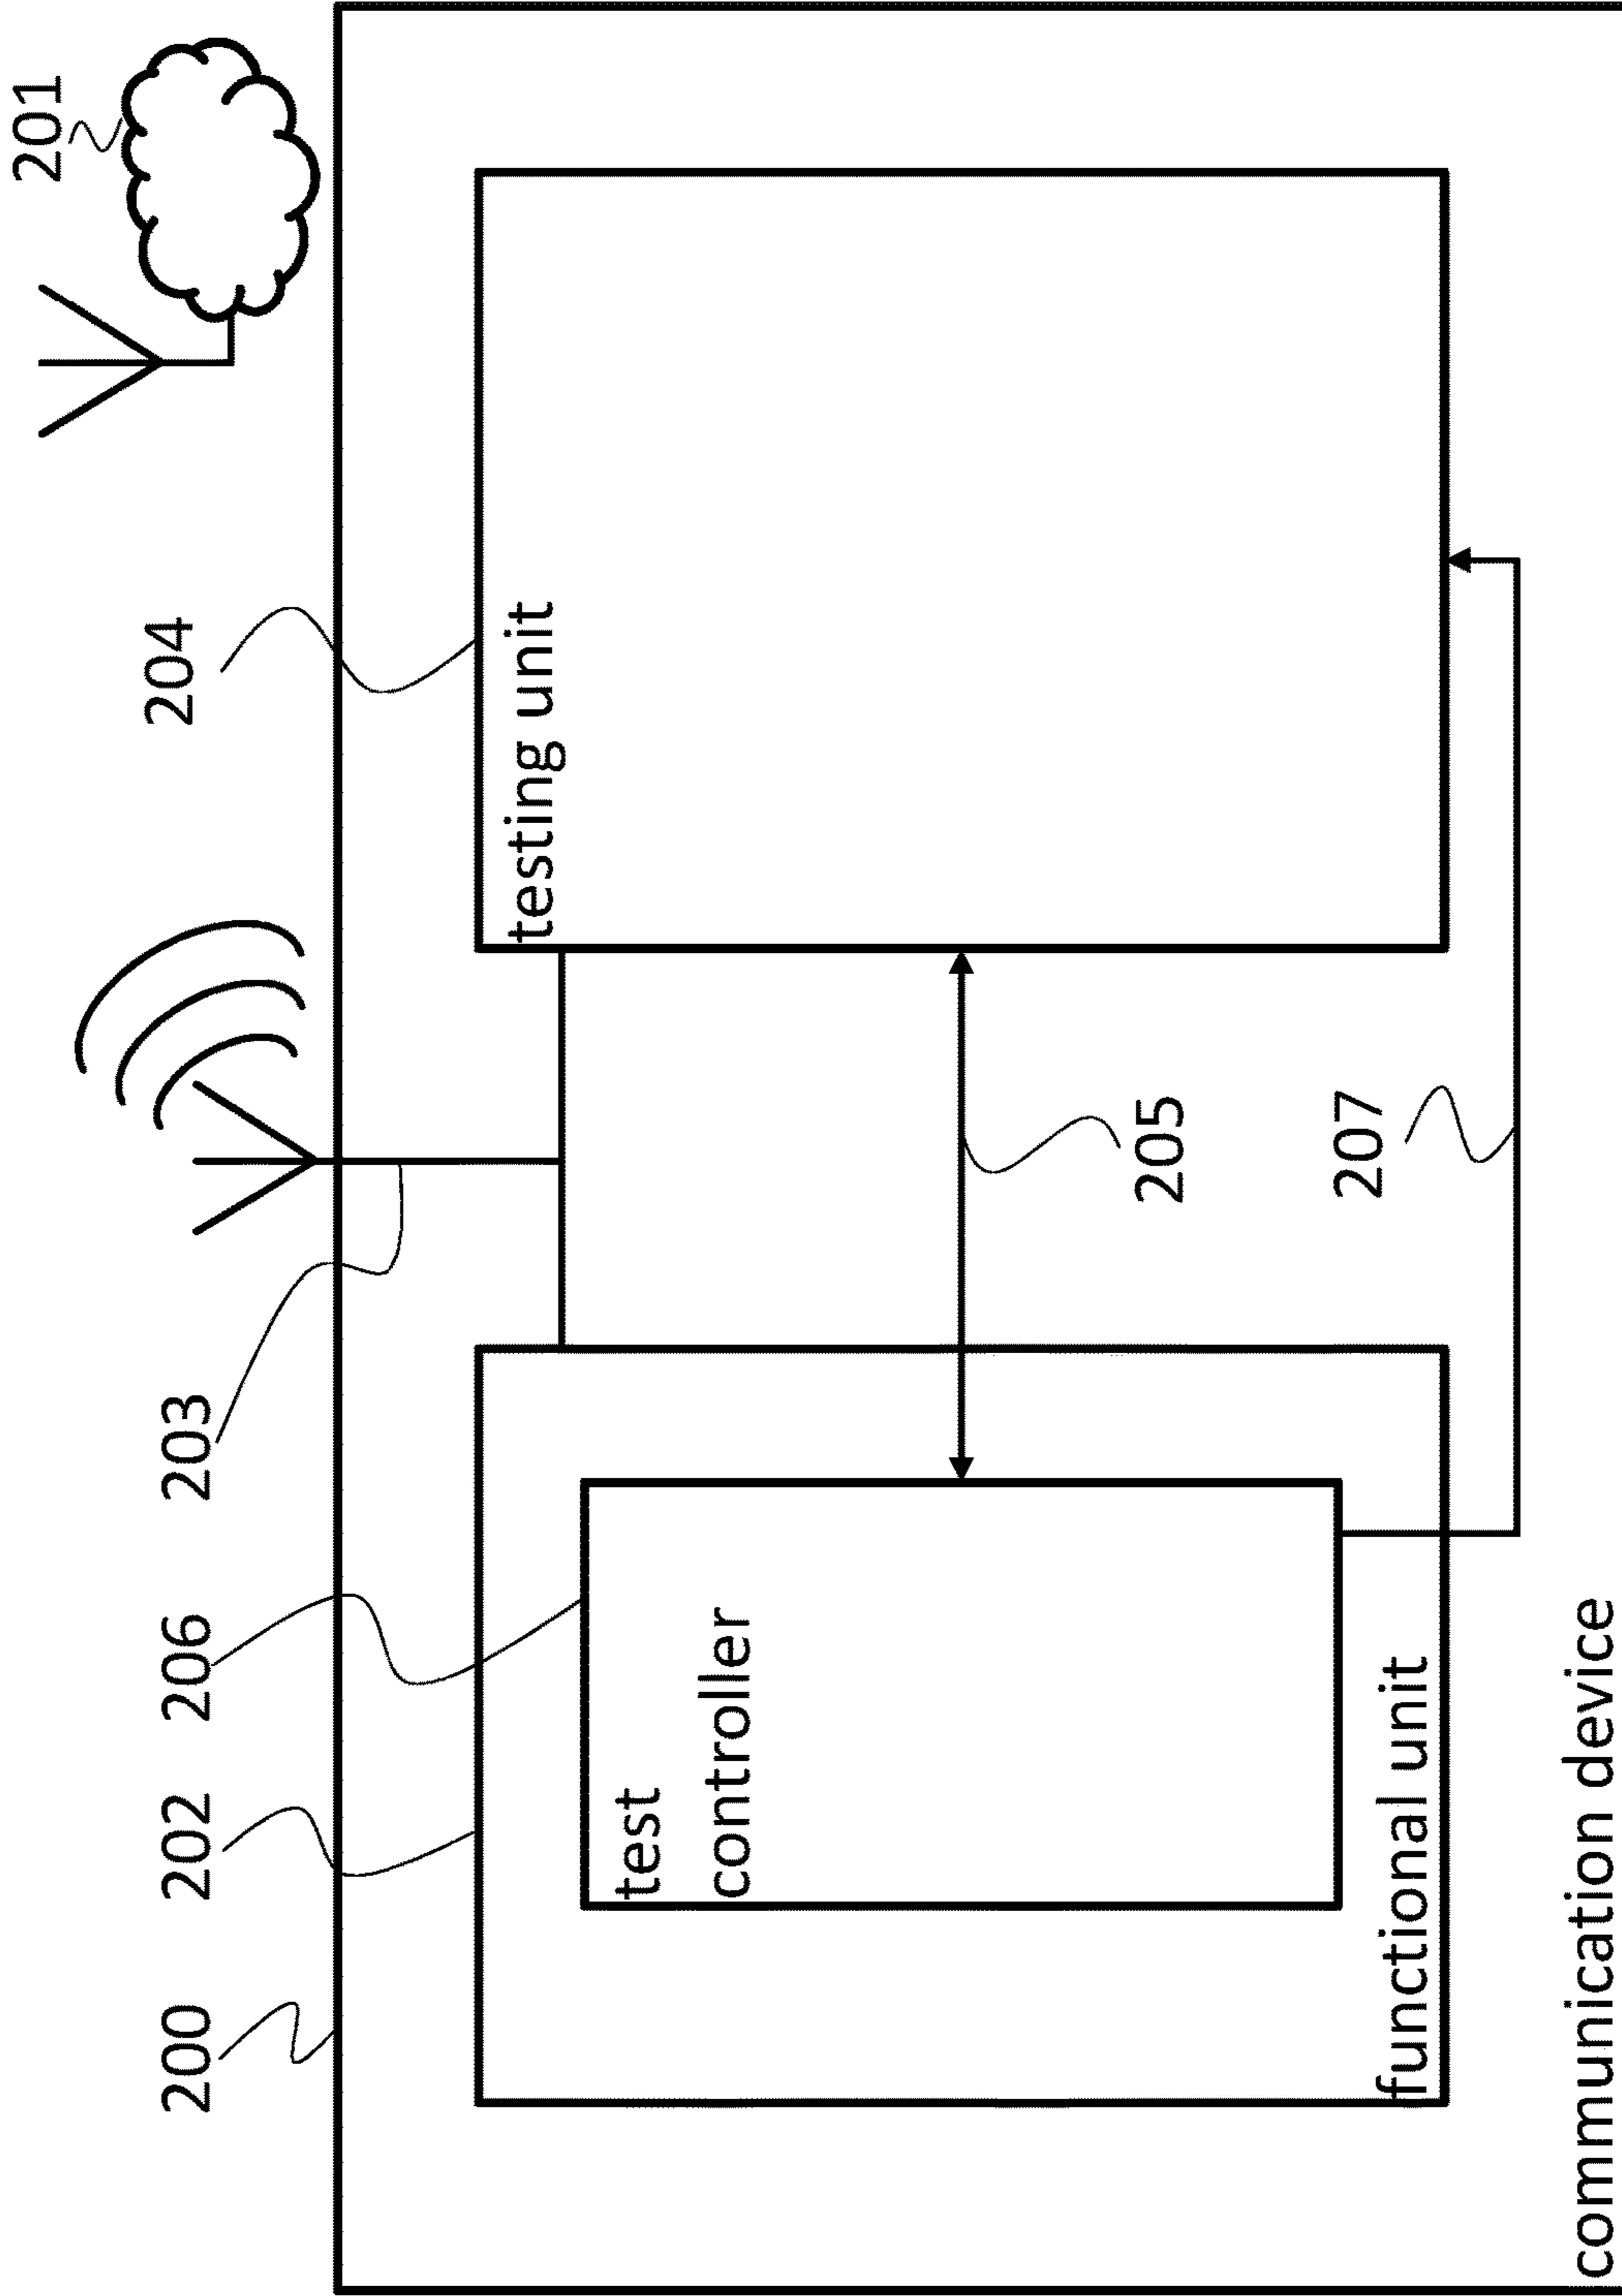 201
204
203
206
202
200
testing unit
test
controller
205
207
functional unit
communication device